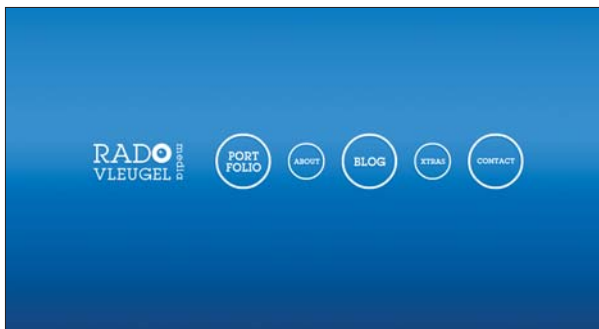 RADO
VLEUGEL
media
PORT
FOLIO
ABOUT
BLOG
XTRAS
CONTACT